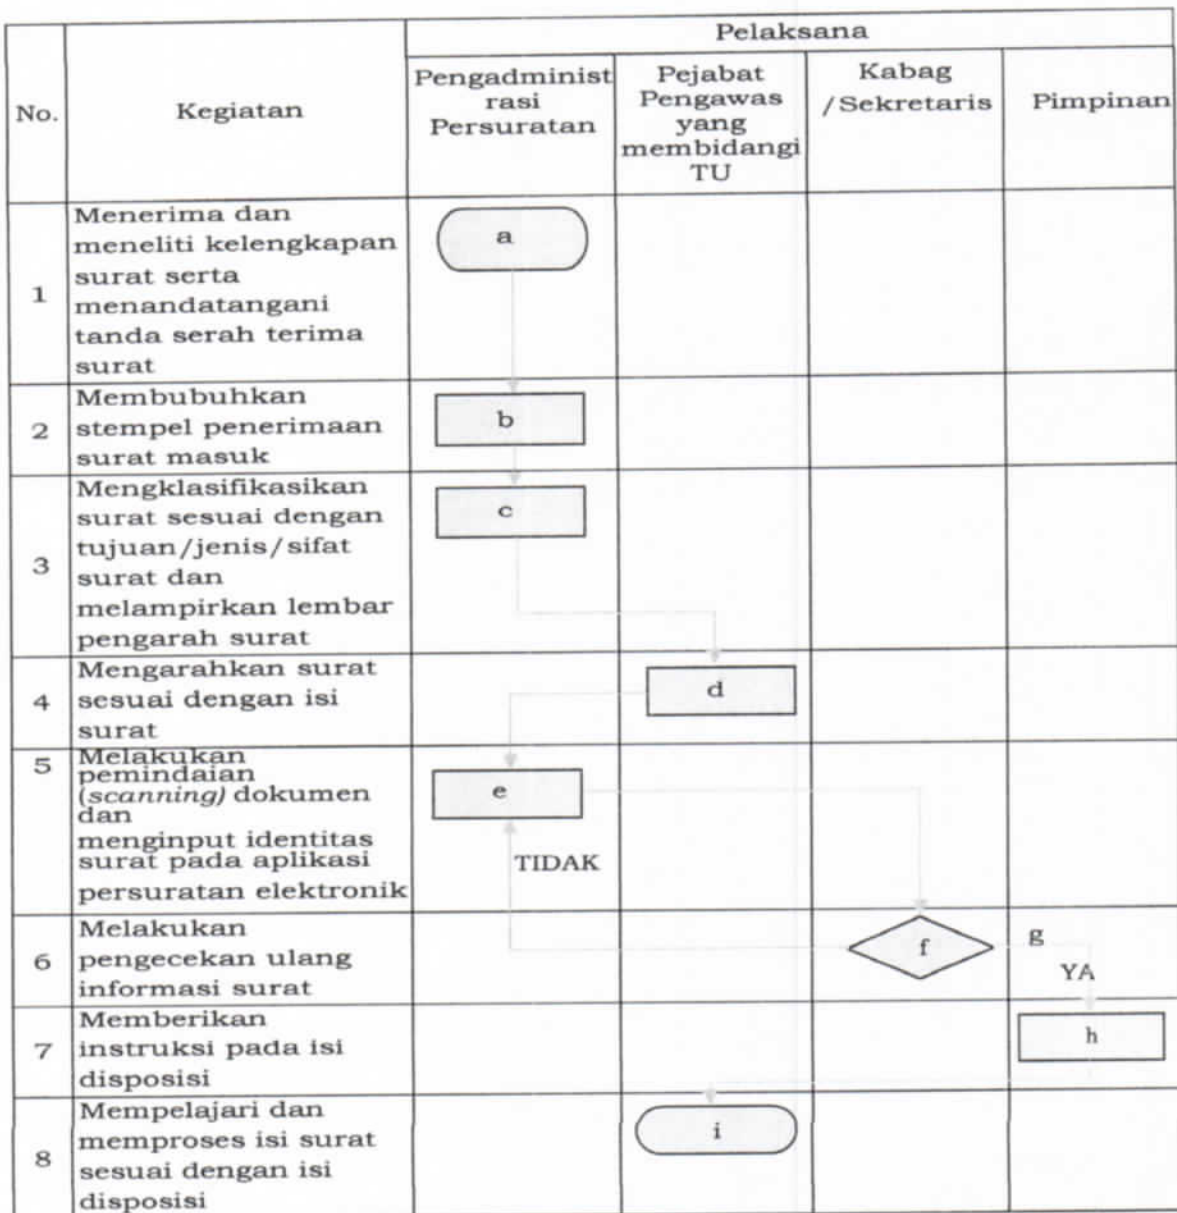 Pelaksana
No.
Kegiatan
Pengadminist
rasi
Persuratan
Pejabat
Pengawas
yang
membidangi
TU
Kabag
/Sekretaris
Pimpinan
1
Menerima dan
meneliti kelengkapan
surat serta
menandatangani
tanda serah terima
surat
a
2
Membubuhkan
stempel penerimaan
surat masuk
b
3
Mengklasifikasikan
surat sesuai dengan
tujuan/jenis/sifat
surat dan
melampirkan lembar
pengarah surat
c
4
Mengarahkan surat
sesuai dengan isi
surat
d
5
Melakukan
pemindaian
(scanning) dokumen
dan
menginput identitas
surat pada aplikasi
persuratan elektronik
e
TIDAK
6
Melakukan
pengecekan ulang
informasi surat
f
g
YA
7
Memberikan
instruksi pada isi
disposisi
h
8
Mempelajari dan
memproses isi surat
sesuai dengan isi
disposisi
i